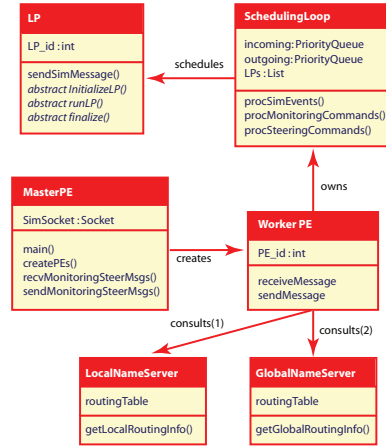 LP
LP_id : int
sendSimMessage()
abstract InitializeLP()
abstract runLP()
abstract finalize()
schedules
SchedulingLoop
incoming:PriorityQueue
outgoing:PriorityQueue
LPs : List
procSimEvents()
procMonitoringCommands()
procSteeringCommands()
owns
MasterPE
SimSocket : Socket
main()
createPEs()
recvMonitoringSteerMsgs()
sendMonitoringSteerMsgs()
creates
Worker PE
PE_id : int
receiveMessage
sendMessage
consults(1)
consults(2)
LocalNameServer
routingTable
getLocalRoutingInfo()
GlobalNameServer
routingTable
getGlobalRoutingInfo()